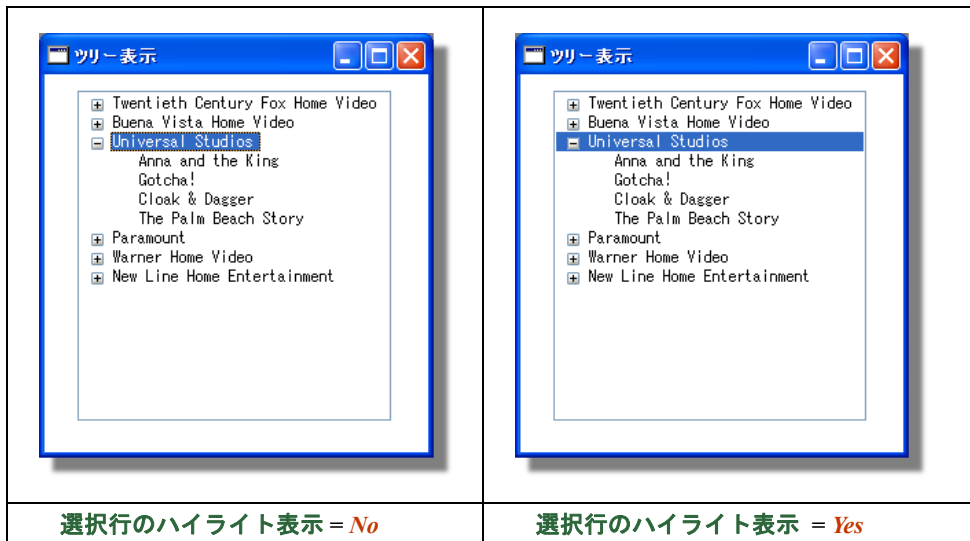 ツリー表示
Twentieth Century Fox Home Video
Buena Vista Home Video
Universal Studios
Anna and the King
Gotcha!
Cloak & Dagger
The Palm Beach Story
Paramount
Warner Home Video
New Line Home Entertainment
選択行のハイライト表示 = No
ツリー表示
Twentieth Century Fox Home Video
Buena Vista Home Video
Universal Studios
Anna and the King
Gotcha!
Cloak & Dagger
The Palm Beach Story
Paramount
Warner Home Video
New Line Home Entertainment
選択行のハイライト表示 = Yes